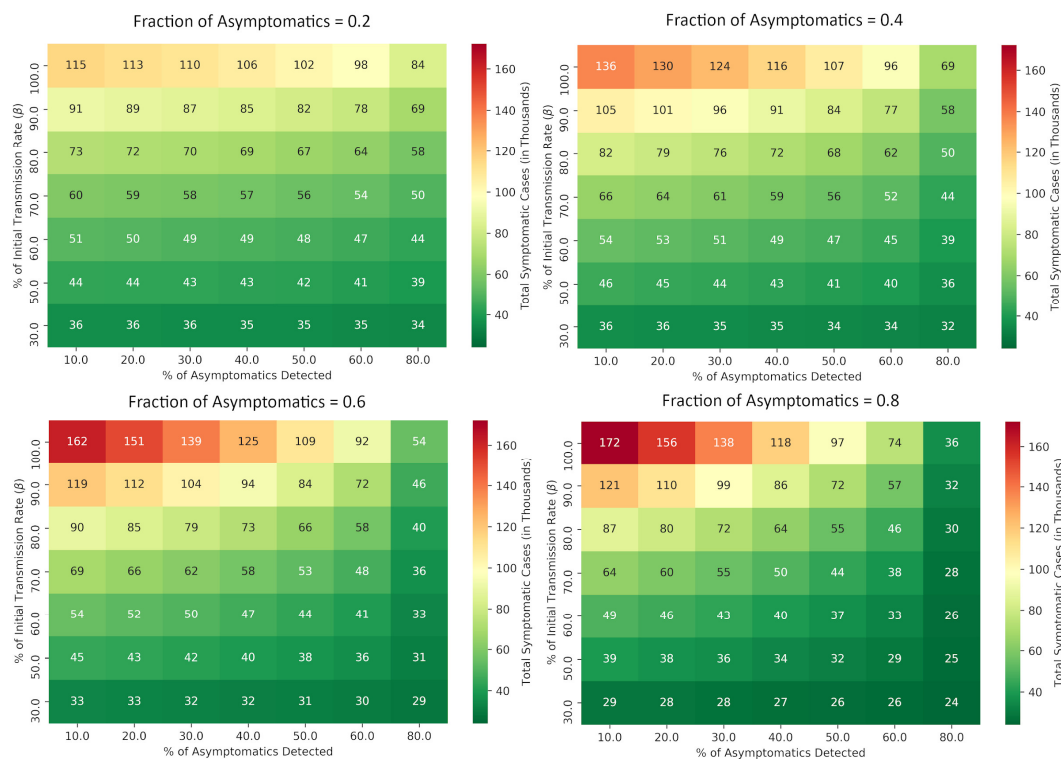 Fraction of Asymptomatics = 0.2
% of Initial Transmission Rate (β)
100.0 115 113 110 106 102 98 84
90.0 91 89 87 85 82 78 69
80.0 73 72 70 69 67 64 58
70.0 60 59 58 57 56 54 50
60.0 51 50 49 49 48 47 44
50.0 44 44 43 43 42 41 39
30.0 36 36 36 35 35 35 34
10.0 20.0 30.0 40.0 50.0 60.0 80.0
% of Asymptomatics Detected
160
140
120
100
80
60
40
Total Symptomatic Cases (in Thousands)
Fraction of Asymptomatics = 0.4
% of Initial Transmission Rate (β)
100.0 136 130 124 116 107 96 69
90.0 105 101 96 91 84 77 58
80.0 82 79 76 72 68 62 50
70.0 66 64 61 59 56 52 44
60.0 54 53 51 49 47 45 39
50.0 46 45 44 43 41 40 36
30.0 36 36 35 35 34 34 32
10.0 20.0 30.0 40.0 50.0 60.0 80.0
% of Asymptomatics Detected
160
140
120
100
80
60
40
Total Symptomatic Cases (in Thousands)
Fraction of Asymptomatics = 0.6
% of Initial Transmission Rate (β)
100.0 162 151 139 125 109 92 54
90.0 119 112 104 94 84 72 46
80.0 90 85 79 73 66 58 40
70.0 69 66 62 58 53 48 36
60.0 54 52 50 47 44 41 33
50.0 45 43 42 40 38 36 31
30.0 33 33 32 32 31 30 29
10.0 20.0 30.0 40.0 50.0 60.0 80.0
% of Asymptomatics Detected
160
140
120
100
80
60
40
Total Symptomatic Cases (in Thousands)
Fraction of Asymptomatics = 0.8
% of Initial Transmission Rate (β)
100.0 172 156 138 118 97 74 36
90.0 121 110 99 86 72 57 32
80.0 87 80 72 64 55 46 30
70.0 64 60 55 50 44 38 28
60.0 49 46 43 40 37 33 26
50.0 39 38 36 34 32 29 25
30.0 29 28 28 27 26 26 24
10.0 20.0 30.0 40.0 50.0 60.0 80.0
% of Asymptomatics Detected
160
140
120
100
80
60
40
Total Symptomatic Cases (in Thousands)